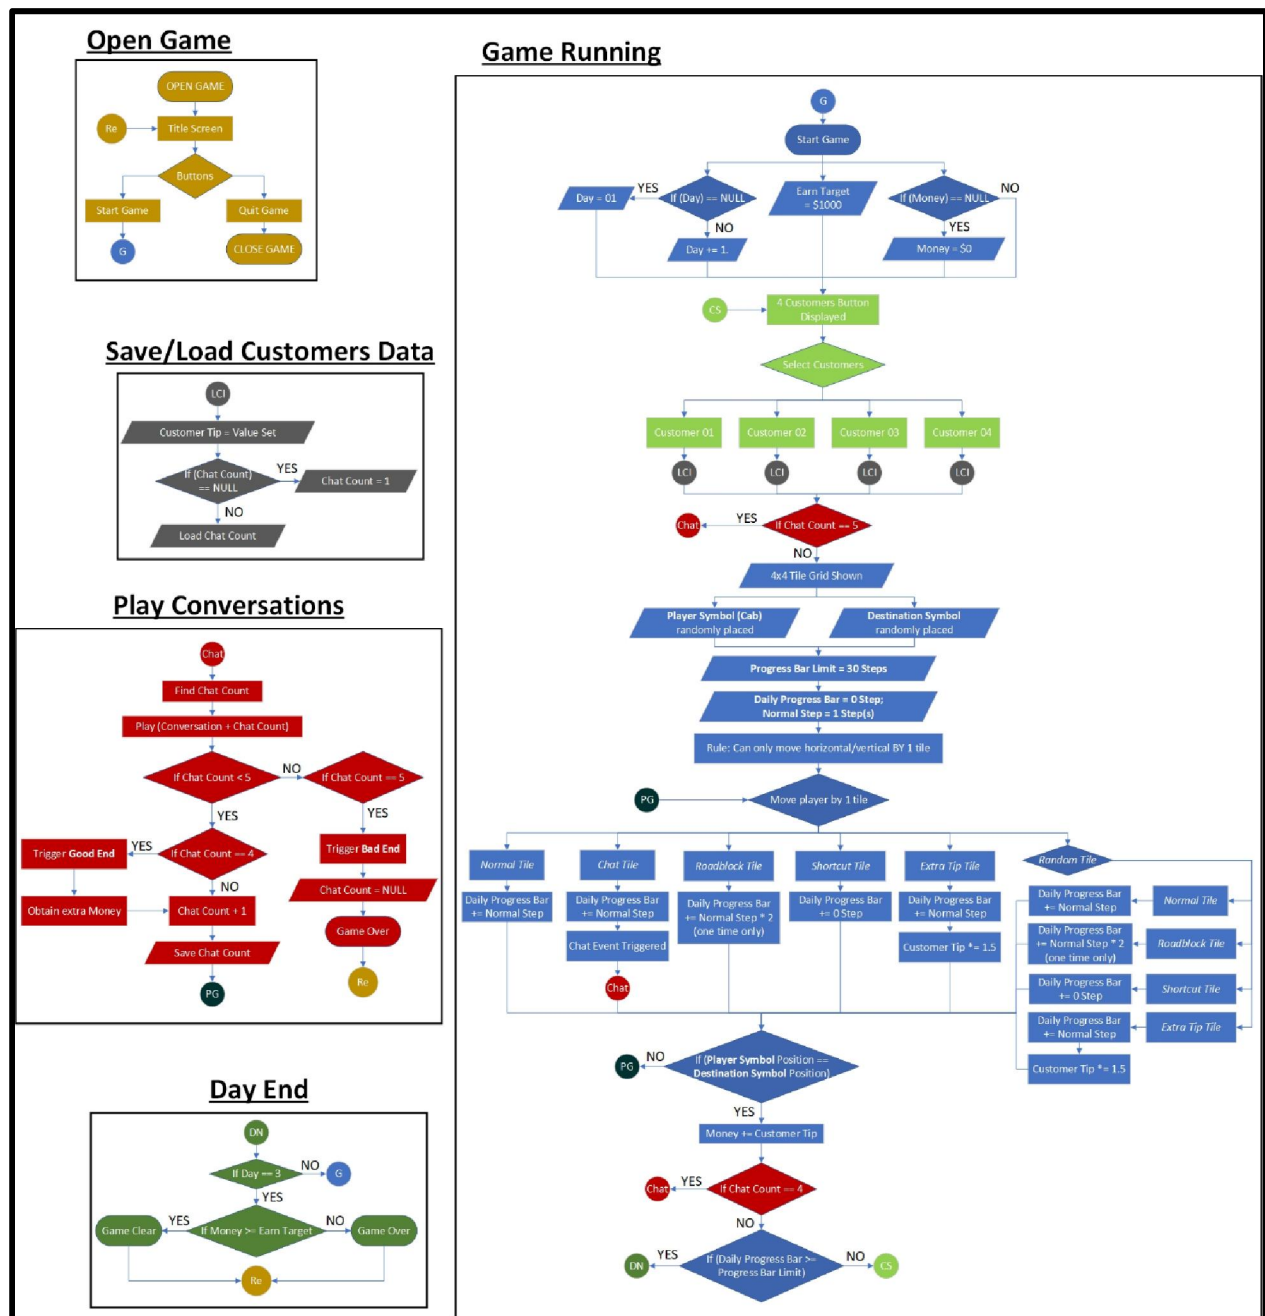 Open Game
OPEN GAME
Re
Title Screen
Buttons
Start Game
Quit Game
G
CLOSE GAME
Save/Load Customers Data
LCI
Customer Tip = Value Set
If (Chat Count)
== NULL
YES
Chat Count = 1
NO
Load Chat Count
Play Conversations
Chat
Find Chat Count
Play (Conversation + Chat Count)
If Chat Count < 5
NO
If Chat Count == 5
YES
YES
Trigger Good End
YES
If Chat Count == 4
Trigger Bad End
NO
Chat Count = NULL
Obtain extra Money
Chat Count + 1
Game Over
Save Chat Count
PG
Re
Day End
DN
If Day == 3
NO
G
YES
Game Clear
YES
If Money >= Earn Target
NO
Game Over
Re
Game Running
G
Start Game
Day = 01
YES
If (Day) == NULL
Earn Target
= $1000
If (Money) == NULL
NO
NO
YES
Day += 1.
Money = $0
CS
4 Customers Button
Displayed
Select Customers
Customer 01
Customer 02
Customer 03
Customer 04
LCI
LCI
LCI
LCI
Chat
YES
If Chat Count == 5
NO
4x4 Tile Grid Shown
Player Symbol (Cab)
randomly placed
Destination Symbol
randomly placed
Progress Bar Limit = 30 Steps
Daily Progress Bar = 0 Step;
Normal Step = 1 Step(s)
Rule: Can only move horizontal/vertical BY 1 tile
PG
Move player by 1 tile
Normal Tile
Chat Tile
Roadblock Tile
Shortcut Tile
Extra Tip Tile
Random Tile
Daily Progress Bar
+= Normal Step
Daily Progress Bar
+= Normal Step
Daily Progress Bar
+= Normal Step * 2
(one time only)
Daily Progress Bar
+= 0 Step
Daily Progress Bar
+= Normal Step
Chat Event Triggered
Customer Tip *= 1.5
Chat
Daily Progress Bar
+= Normal Step
Normal Tile
Daily Progress Bar
+= Normal Step * 2
(one time only)
Roadblock Tile
Daily Progress Bar
+= 0 Step
Shortcut Tile
Daily Progress Bar
+= Normal Step
Extra Tip Tile
Customer Tip *= 1.5
PG
NO
If (Player Symbol Position ==
Destination Symbol Position)
YES
Money += Customer Tip
Chat
YES
If Chat Count == 4
NO
DN
YES
If (Daily Progress Bar >=
Progress Bar Limit)
NO
CS